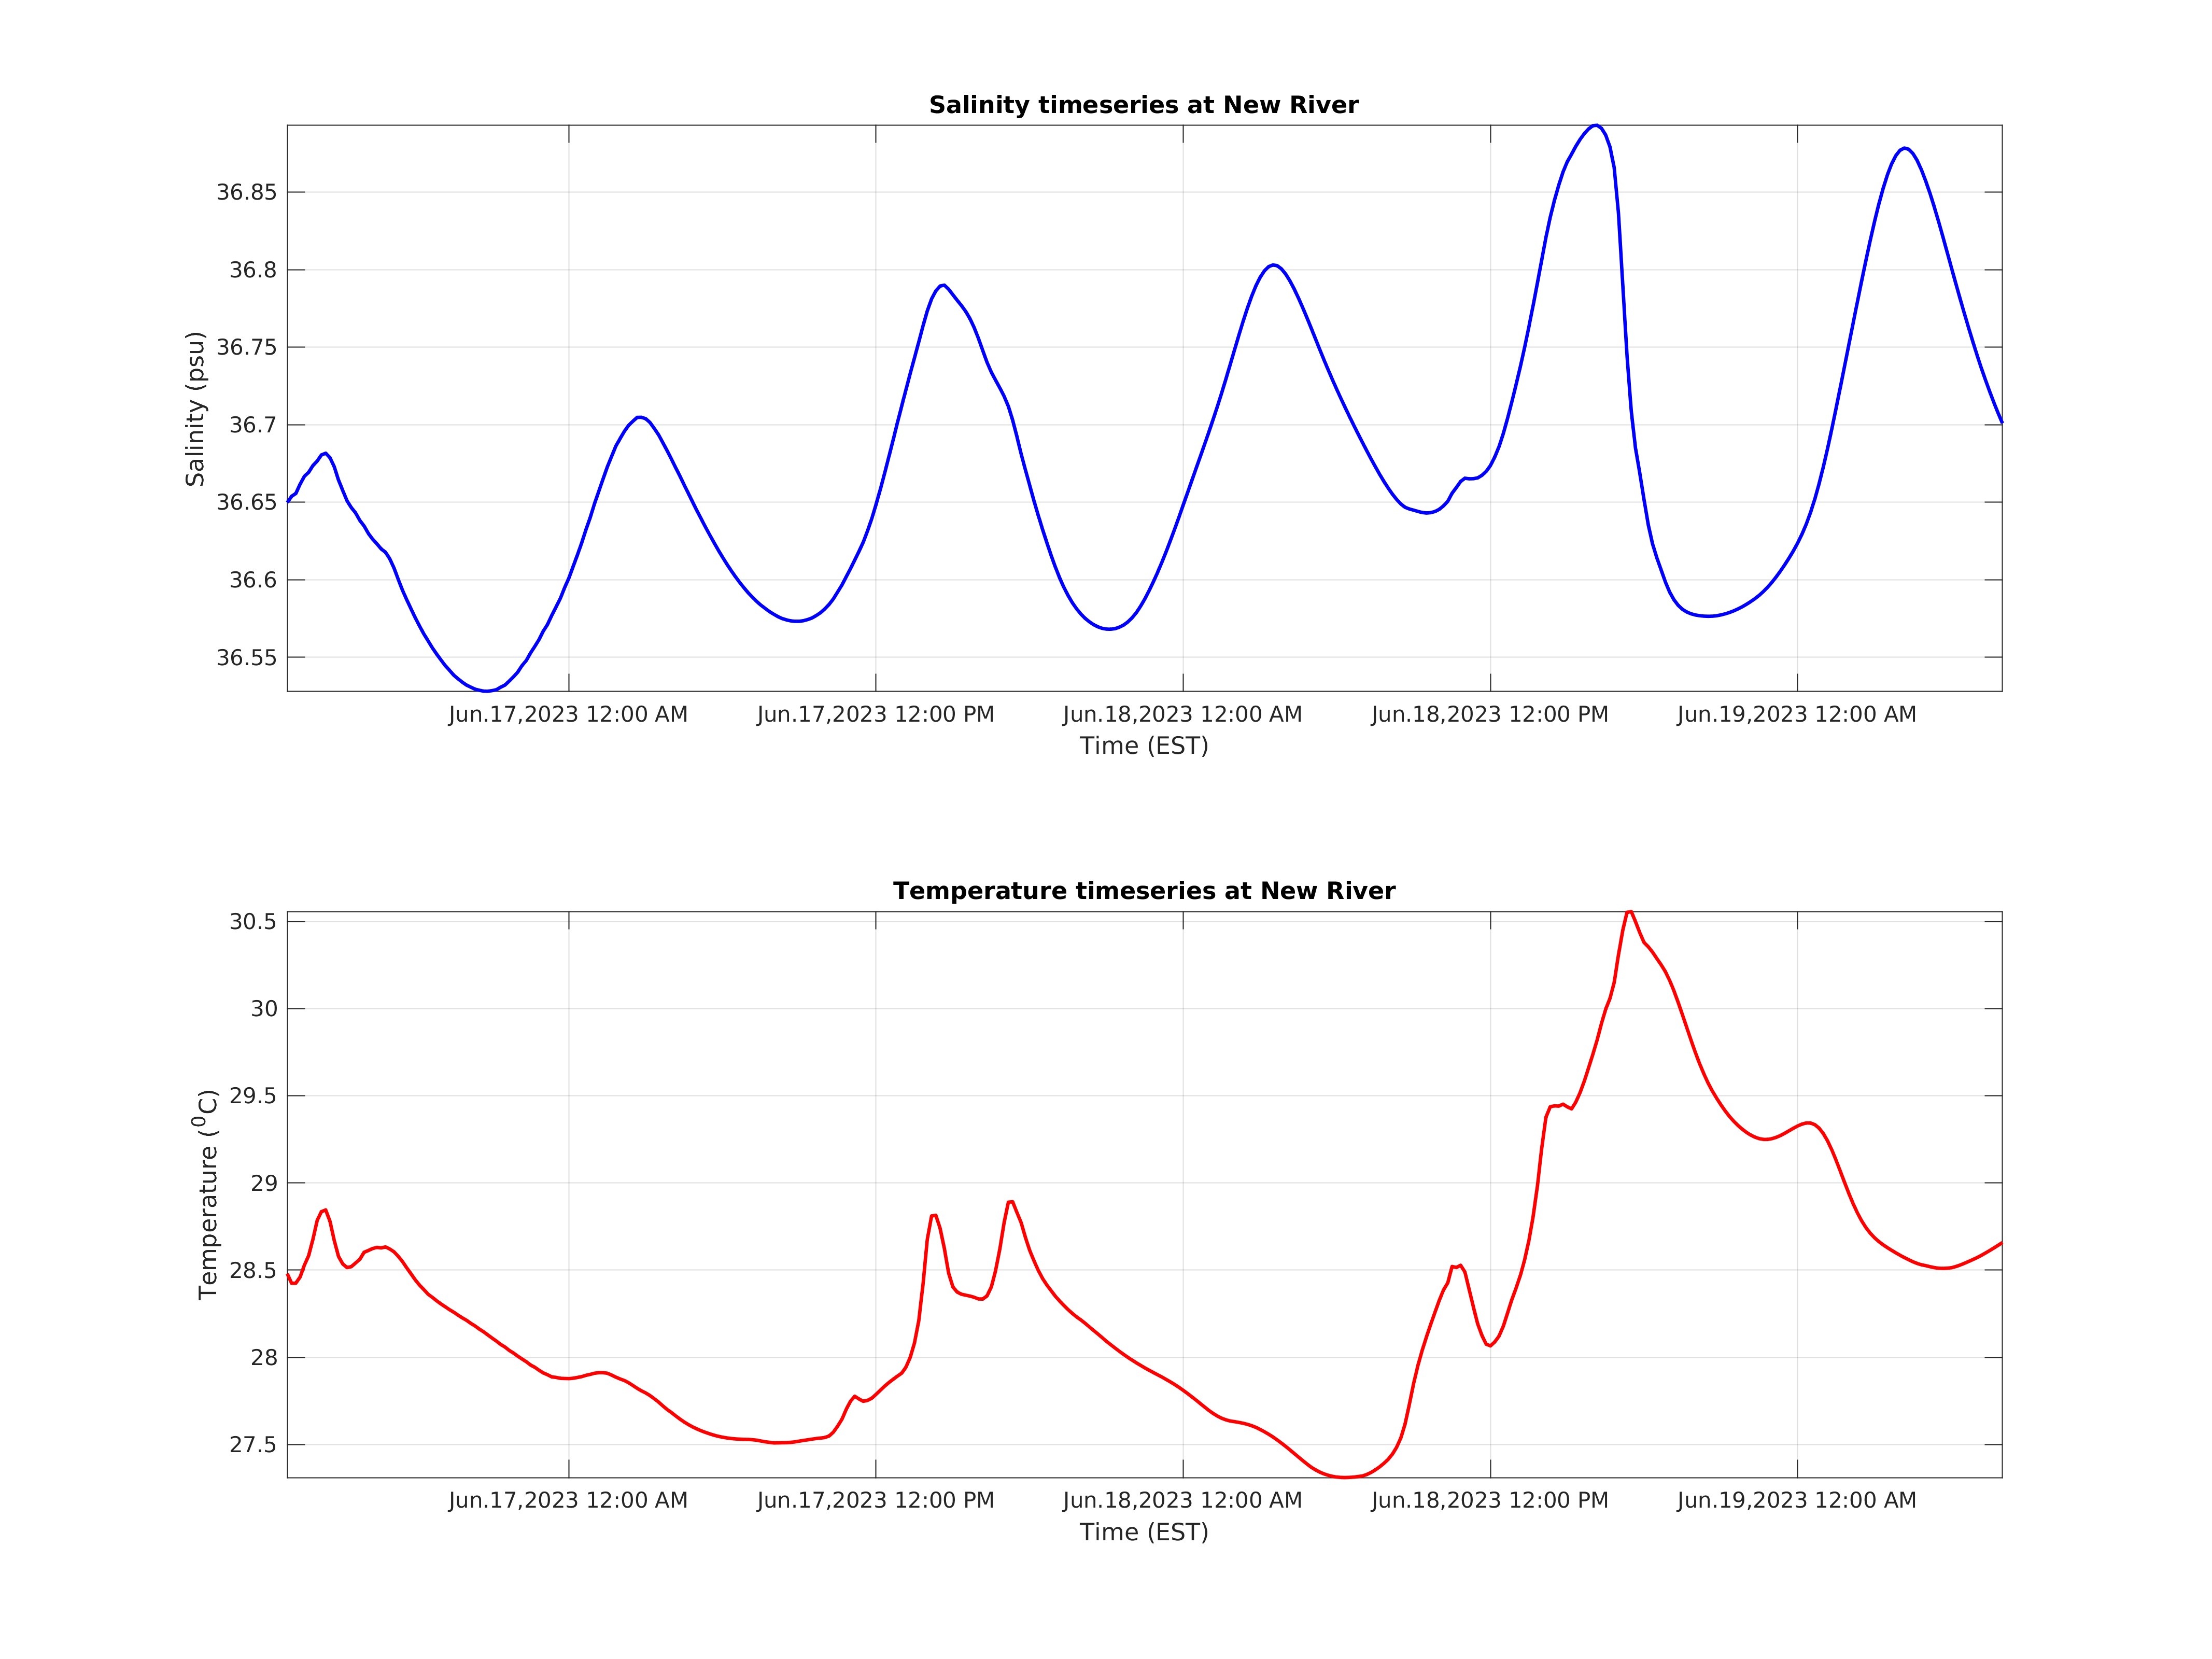 Salinity timeseries at New River
Salinity (psu)
36.85
36.8
36.75
36.7
36.65
36.6
36.55
Jun.17,2023 12:00 AM Jun.17,2023 12:00 PM Jun.18,2023 12:00 AM Jun.18,2023 12:00 PM Jun.19,2023 12:00 AM
Time (EST)
Temperature timeseries at New River
Temperature (⁰C)
30.5
30
29.5
29
28.5
28
27.5
Jun.17,2023 12:00 AM Jun.17,2023 12:00 PM Jun.18,2023 12:00 AM Jun.18,2023 12:00 PM Jun.19,2023 12:00 AM
Time (EST)